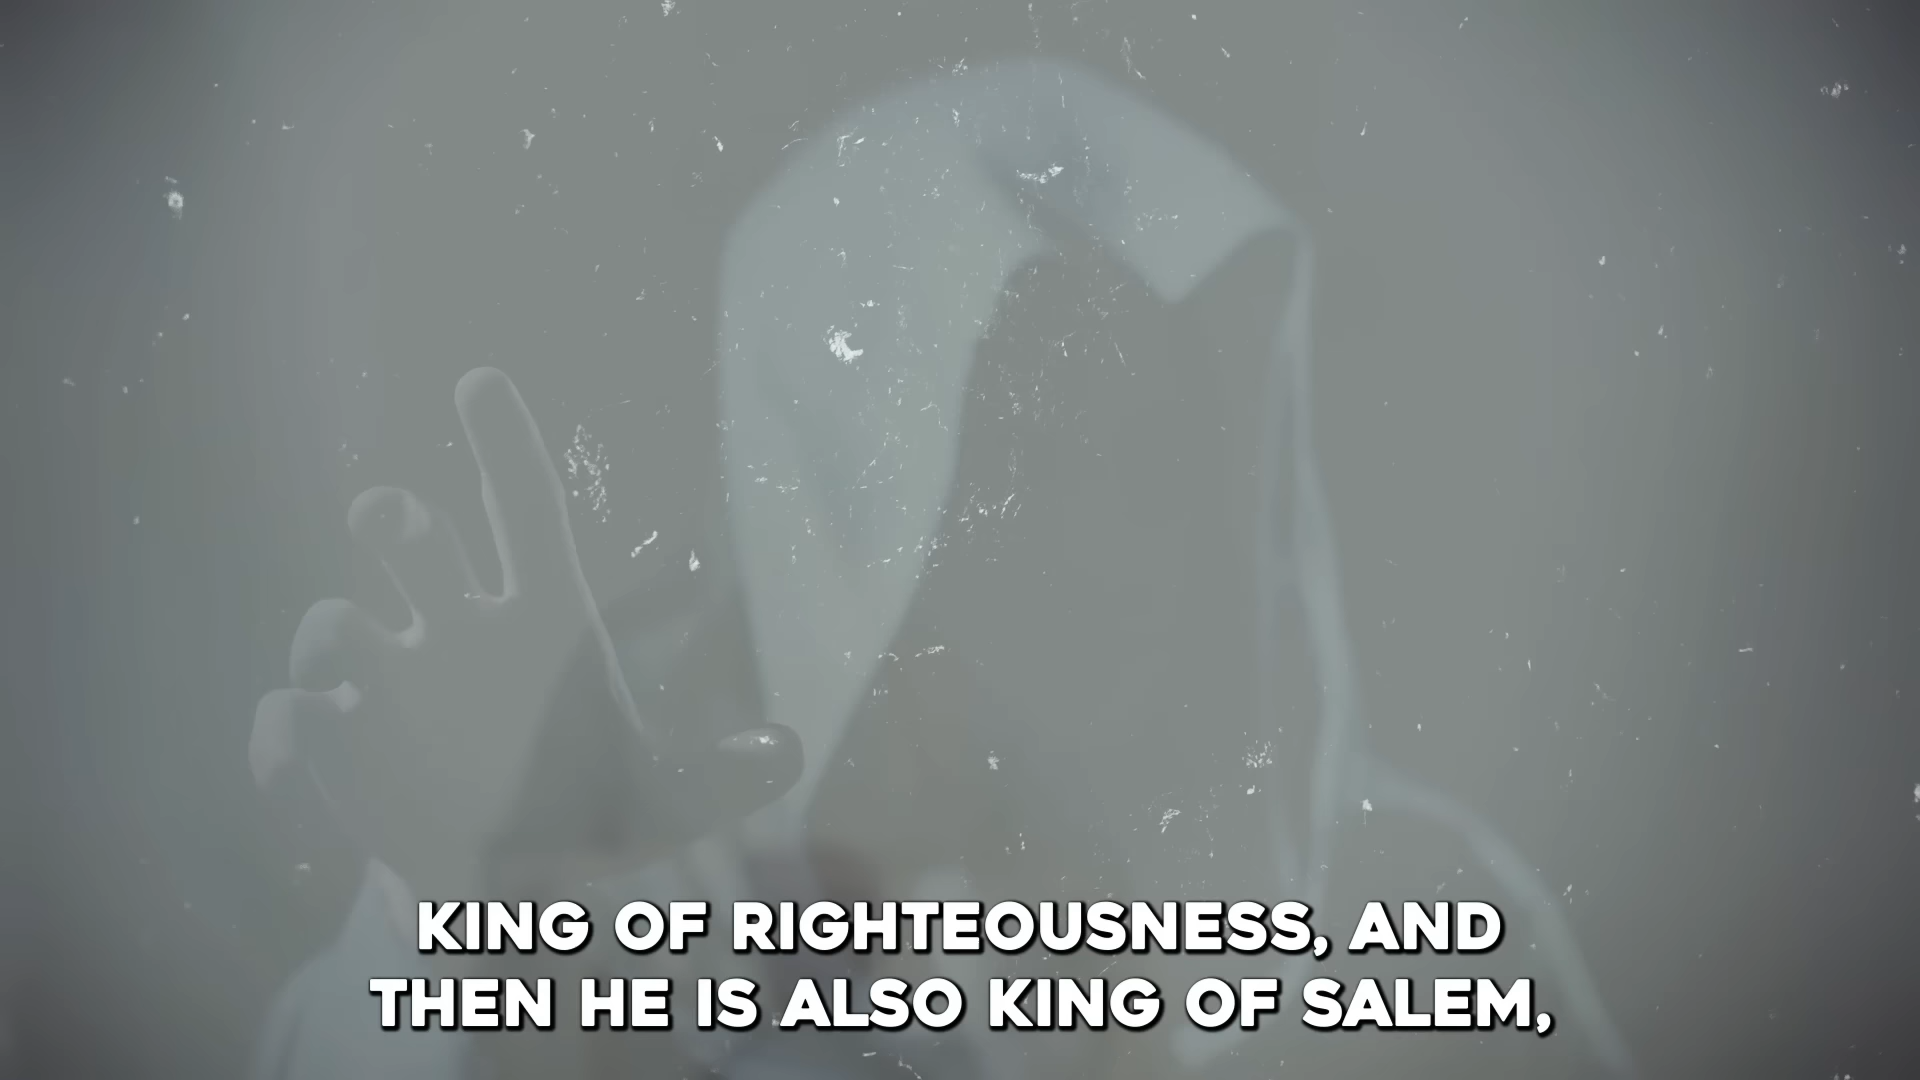 KING OF RIGHTEOUSNESS, AND
THEN HE IS ALSO KING OF SALEM,